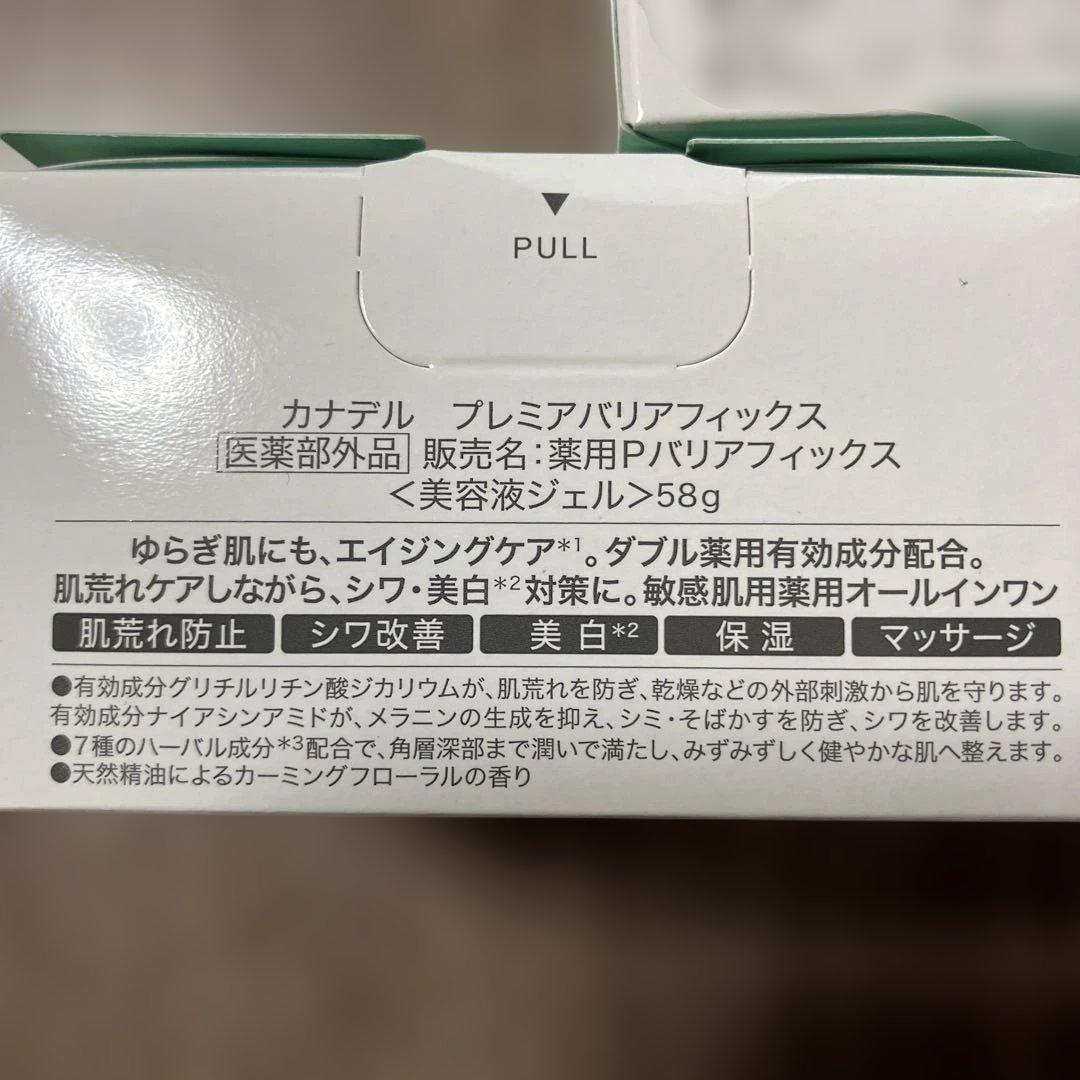 ▼
PULL
カナデル　プレミアバリアフィックス
医薬部外品 販売名：薬用Pバリアフィックス
＜美容液ジェル＞58g
ゆらぎ肌にも、エイジングケア*1。ダブル薬用有効成分配合。
肌荒れケアしながら、シワ・美白*2対策に。敏感肌用薬用オールインワン
肌荒れ防止 シワ改善 美白*2 保湿 マッサージ
●有効成分グリチルリチン酸ジカリウムが、肌荒れを防ぎ、乾燥などの外部刺激から肌を守ります。
有効成分ナイアシンアミドが、メラニンの生成を抑え、シミ・そばかすを防ぎ、シワを改善します。
●7種のハーバル成分*3配合で、角層深部まで潤いで満たし、みずみずしく健やかな肌へ整えます。
●天然精油によるカーミングフローラルの香り